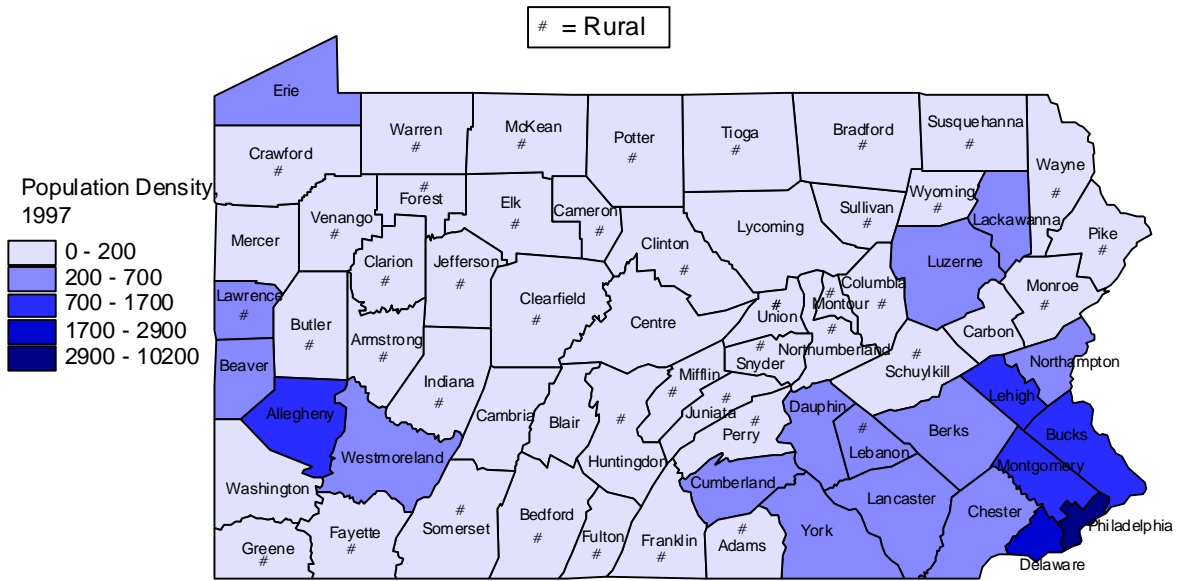 # = Rural
Erie
Warren
#
McKean
#
Potter
#
Tioga
#
Bradford
#
Susquehanna
#
Wayne
#
Crawford
#
Population Density
1997
0 - 200
200 - 700
700 - 1700
1700 - 2900
2900 - 10200
Venango
#
#
Forest
Elk
#
Cameron
#
Clinton
#
Lycoming
Sullivan
#
Wyoming
#
Lackawanna
Pike
#
Mercer
Clarion
#
Jefferson
#
Clearfield
#
Centre
#
Union
#
Montour
Columbia
#
Luzerne
Monroe
#
Lawrence
#
Butler
#
Armstrong
#
#
Snyder
#
Northumberland
#
Schuylkill
Carbon
Northampton
Beaver
Indiana
#
Cambria
Blair
#
Huntingdon
Mifflin
#
#
Juniata
#
Perry
Dauphin
#
Lebanon
Berks
Lehigh
Bucks
Allegheny
Westmoreland
Montgomery
Washington
Cumberland
Lancaster
Chester
Philadelphia
Greene
#
Fayette
#
#
Somerset
Bedford
#
Fulton
#
Franklin
#
#
Adams
York
Delaware